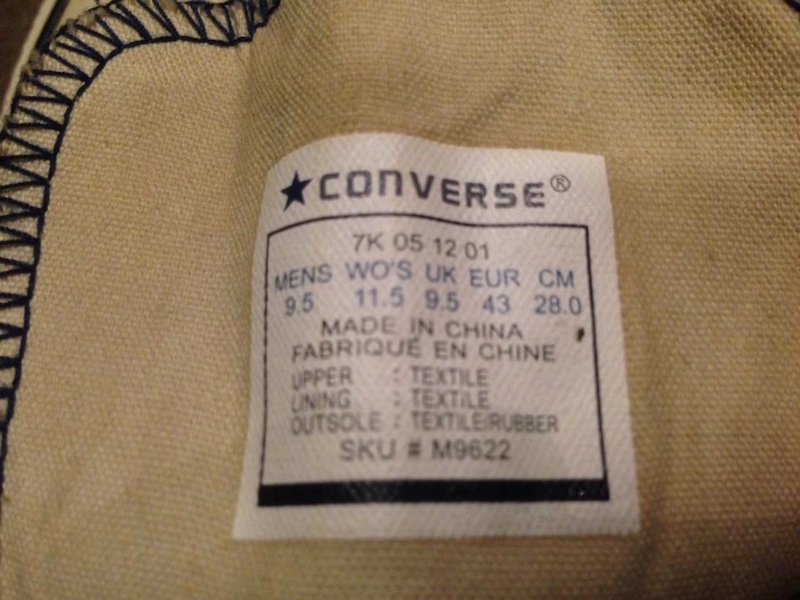 ★CONVERSE®
7K 05 12 01
MENS WO'S UK EUR CM
9.5 11.5 9.5 43 28.0
MADE IN CHINA
FABRIQUÉ EN CHINE
UPPER : TEXTILE
LINING : TEXTILE
OUTSOLE : TEXTILE/RUBBER
SKU # M9622